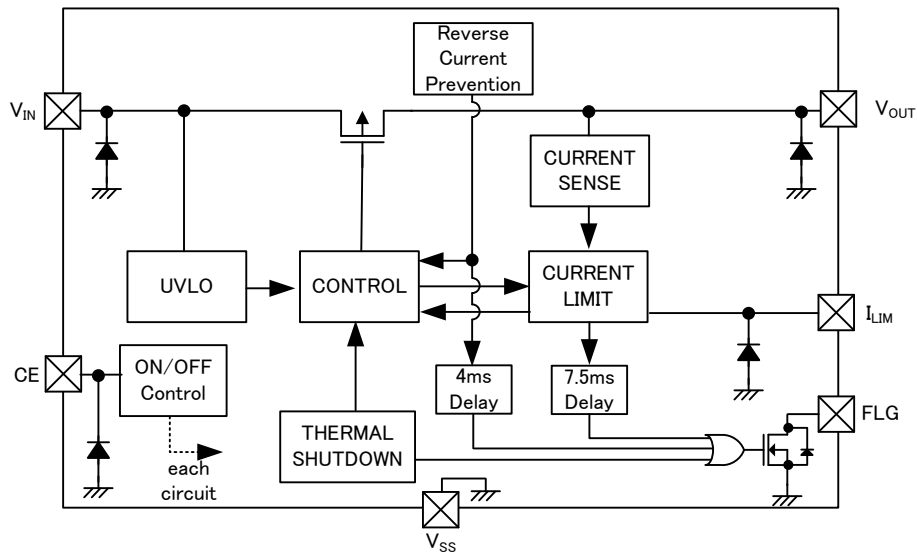 Reverse
Current
Prevention
VIN
VOUT
CURRENT
SENSE
UVLO
CONTROL
CURRENT
LIMIT
ILIM
CE
ON/OFF
Control
4ms
Delay
7.5ms
Delay
FLG
THERMAL
SHUTDOWN
each
circuit
VSS